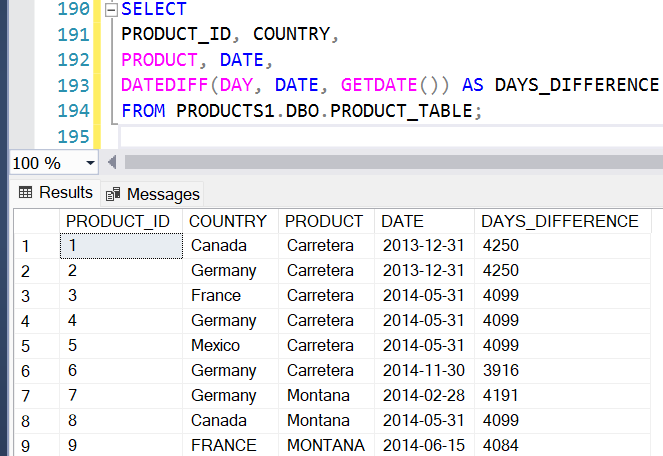 190 SELECT
191 PRODUCT_ID, COUNTRY,
192 PRODUCT, DATE,
193 DATEDIFF(DAY, DATE, GETDATE()) AS DAYS_DIFFERENCE
194 FROM PRODUCTS1.DBO.PRODUCT_TABLE;
195
100 %
Results Messages
PRODUCT_ID COUNTRY PRODUCT DATE DAYS_DIFFERENCE
1 1 Canada Carretera 2013-12-31 4250
2 2 Germany Carretera 2013-12-31 4250
3 3 France Carretera 2014-05-31 4099
4 4 Germany Carretera 2014-05-31 4099
5 5 Mexico Carretera 2014-05-31 4099
6 6 Germany Carretera 2014-11-30 3916
7 7 Germany Montana 2014-02-28 4191
8 8 Canada Montana 2014-05-31 4099
9 9 FRANCE MONTANA 2014-06-15 4084